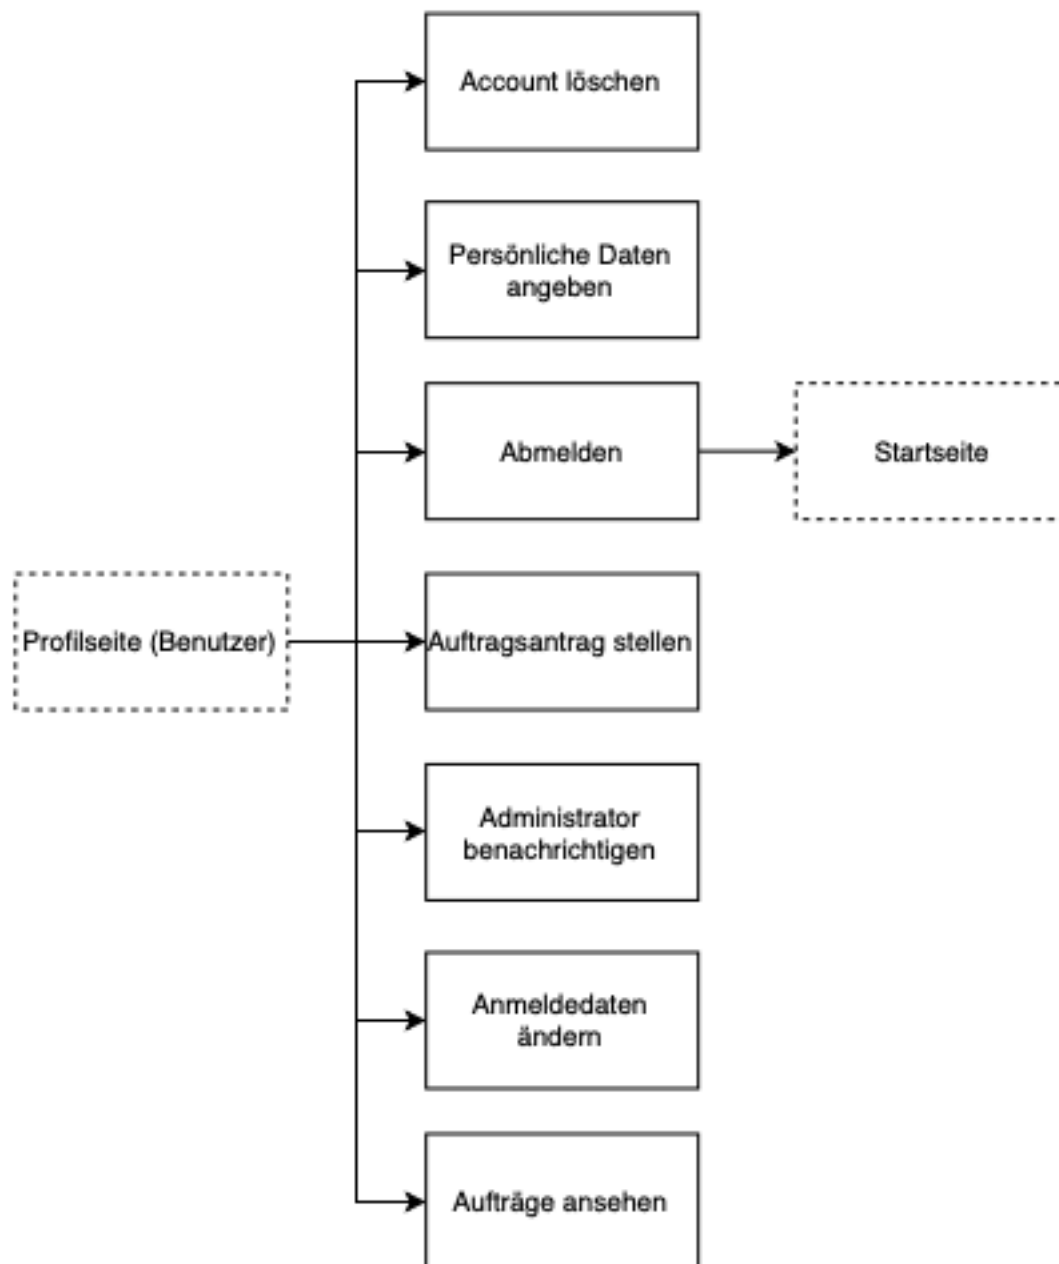 Account löschen
Persönliche Daten
angeben
Abmelden
Startseite
Profilseite (Benutzer)
Auftragsantrag stellen
Administrator
benachrichtigen
Anmeldedaten
ändern
Aufträge ansehen